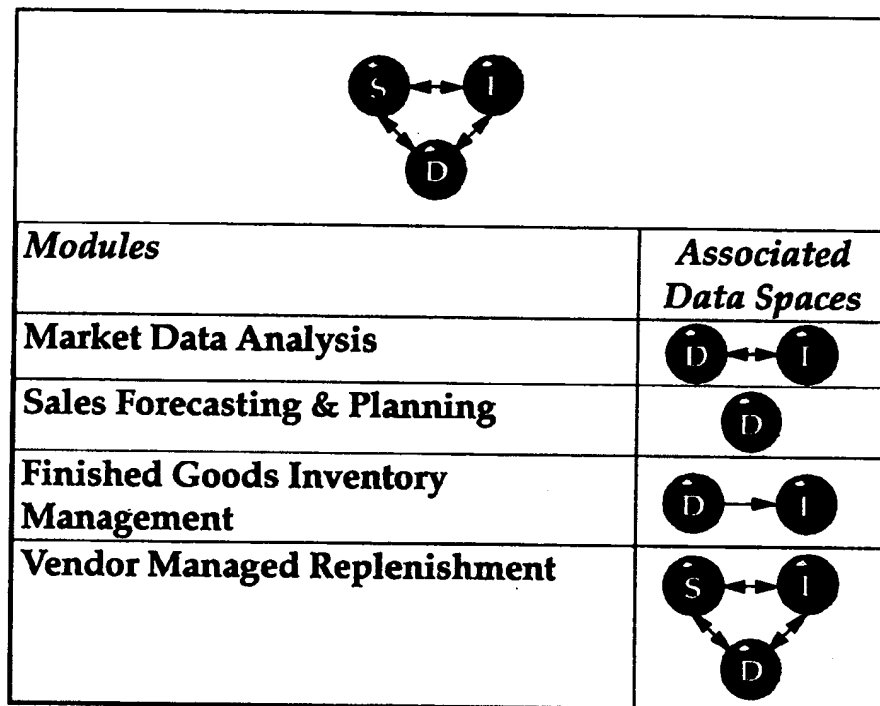 S I
D
Modules Associated
Data Spaces
Market Data Analysis D I
Sales Forecasting & Planning D
Finished Goods Inventory
Management D I
Vendor Managed Replenishment S I
D